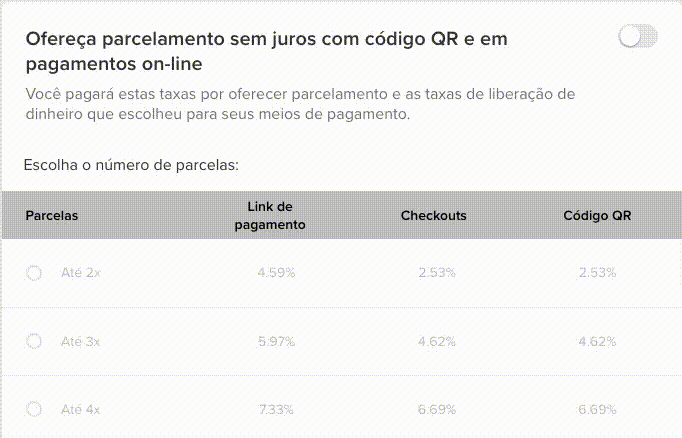 Ofereça parcelamento sem juros com código QR e em
pagamentos on-line
Você pagará estas taxas por oferecer parcelamento e as taxas de liberação de
dinheiro que escolheu para seus meios de pagamento.
Escolha o número de parcelas:
Parcelas Link de pagamento Checkouts Código QR
Até 2x 4.59% 2.53% 2.53%
Até 3x 5.97% 4.62% 4.62%
Até 4x 7.33% 6.69% 6.69%